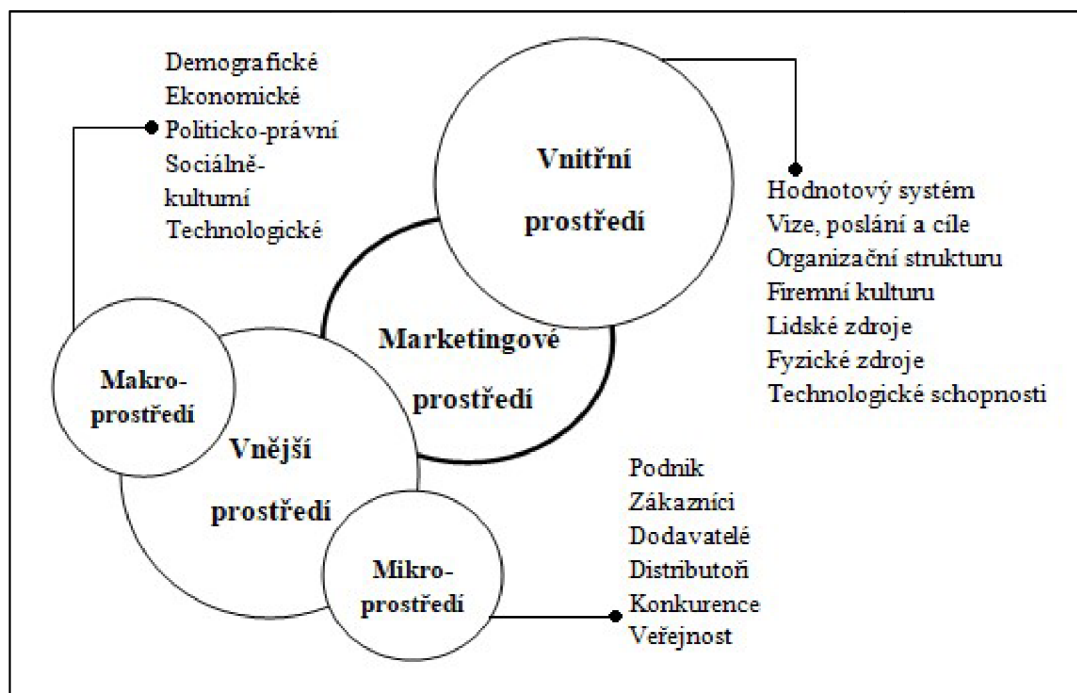 Demografické
Ekonomické
Politicko-právní
Sociálně-
kulturní
Technologické
Vnitřní
prostředí
Hodnotový systém
Vize, poslání a cíle
Organizační strukturu
Firemní kulturu
Lidské zdroje
Fyzické zdroje
Technologické schopnosti
Marketingové
prostředí
Makro-
prostředí
Vnější
prostředí
Mikro-
prostředí
Podnik
Zákazníci
Dodavatelé
Distributoři
Konkurence
Veřejnost